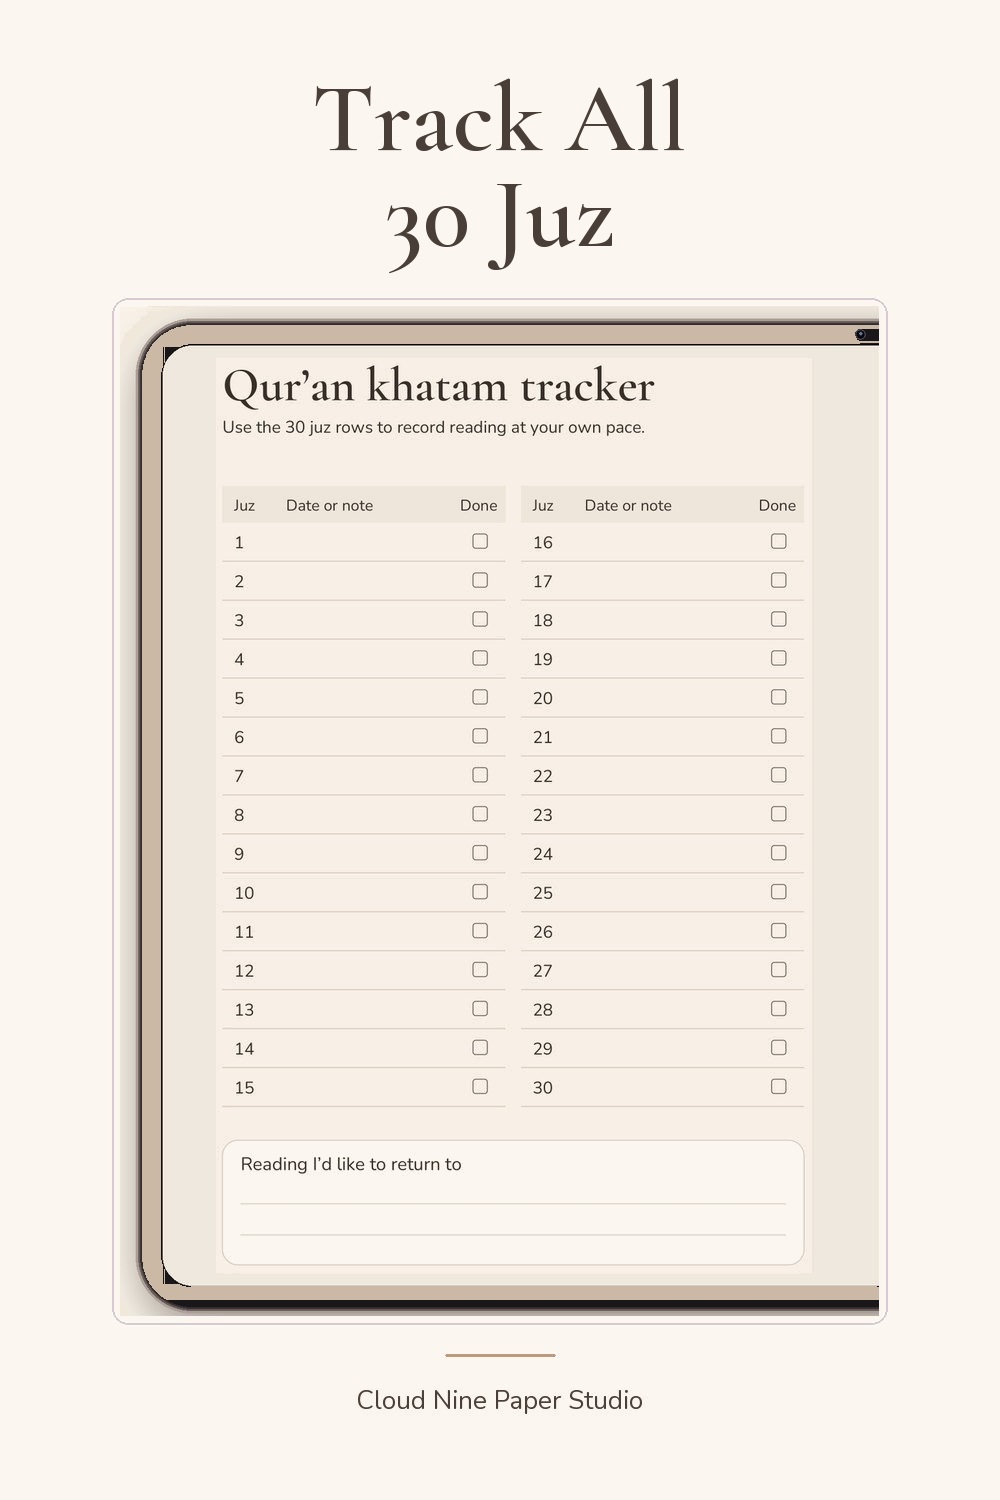 Track All
30 Juz
Qur’an khatam tracker
Use the 30 juz rows to record reading at your own pace.
Juz Date or note Done Juz Date or note Done
1 16
2 17
3 18
4 19
5 20
6 21
7 22
8 23
9 24
10 25
11 26
12 27
13 28
14 29
15 30
Reading I’d like to return to
Cloud Nine Paper Studio